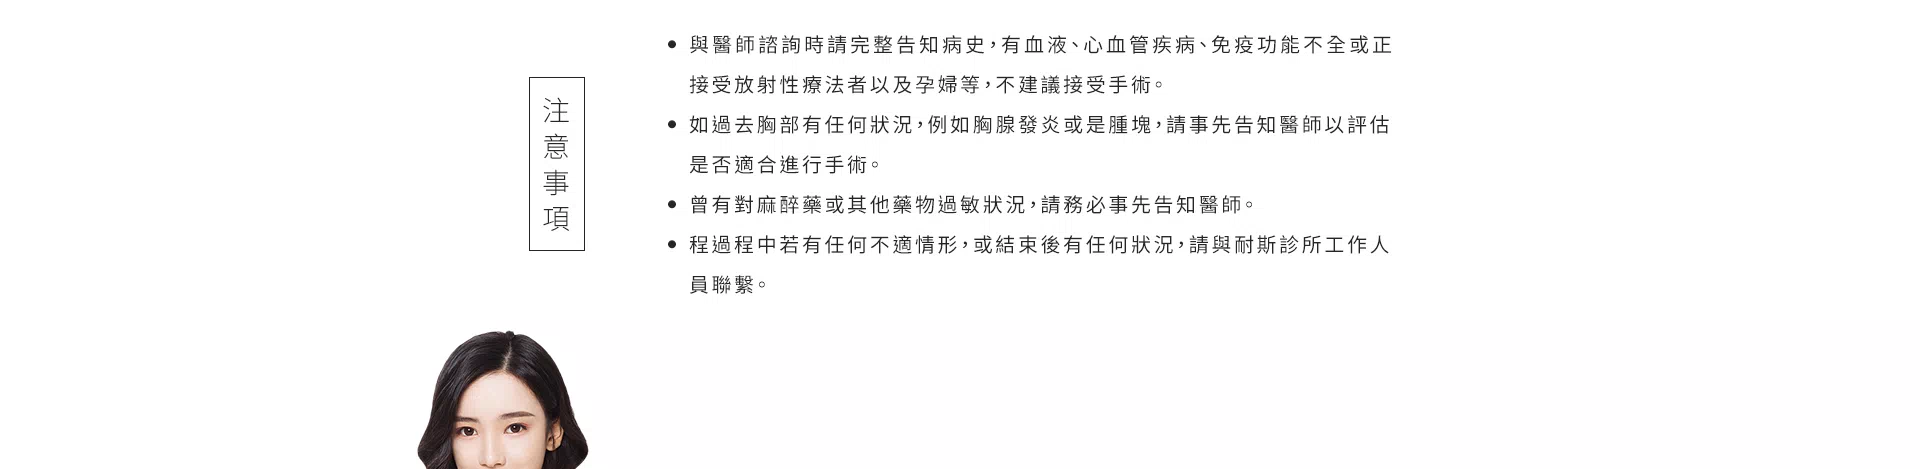 注意事項
• 與醫師諮詢時請完整告知病史，有血液、心血管疾病、免疫功能不全或正
接受放射性療法者以及孕婦等，不建議接受手術。
• 如過去胸部有任何狀況，例如胸腺發炎或是腫塊，請事先告知醫師以評估
是否適合進行手術。
• 曾有對麻醉藥或其他藥物過敏狀況，請務必事先告知醫師。
• 程過程中若有任何不適情形，或結束後有任何狀況，請與耐斯診所工作人
員聯繫。